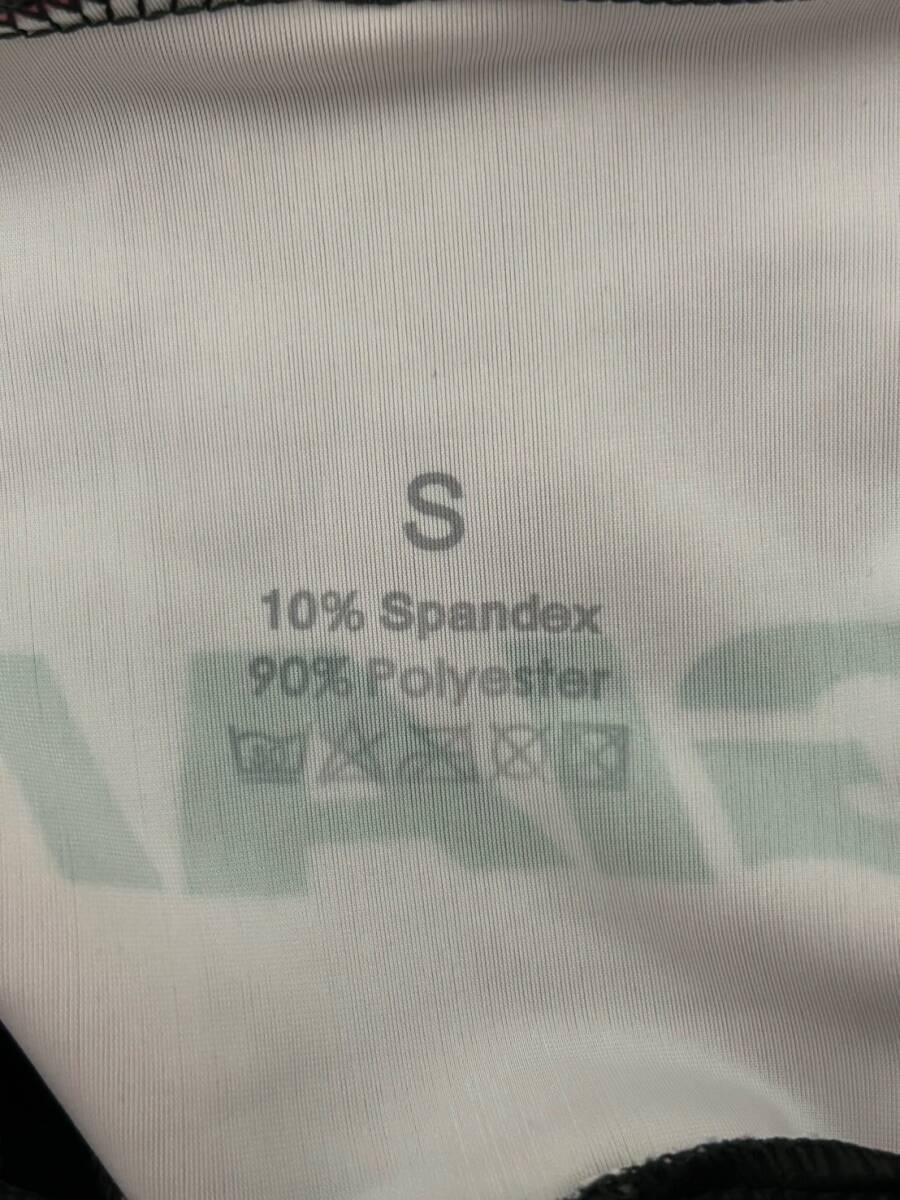 S
10% Spandex
90% Polyester